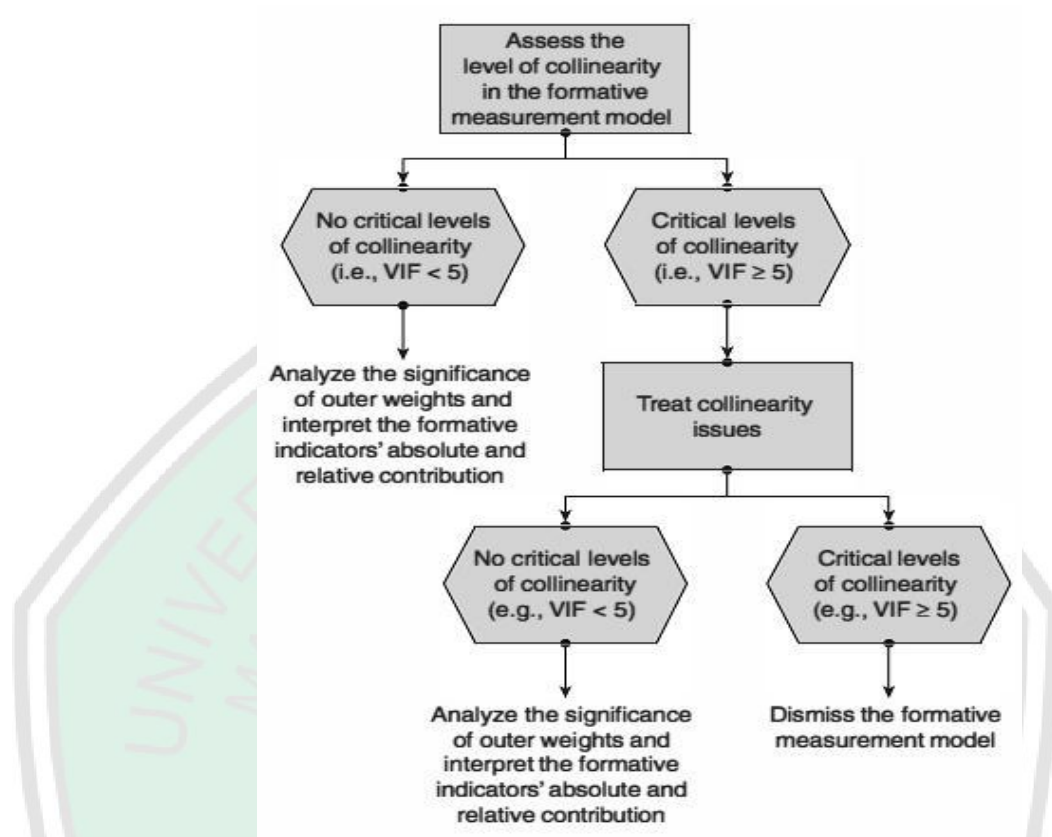 Assess the
level of collinearity
in the formative
measurement model
No critical levels
of collinearity
(i.e., VIF < 5)
Critical levels
of collinearity
(i.e., VIF ≥ 5)
Analyze the significance
of outer weights and
interpret the formative
indicators' absolute and
relative contribution
Treat collinearity
issues
No critical levels
of collinearity
(e.g., VIF < 5)
Critical levels
of collinearity
(e.g., VIF ≥ 5)
Analyze the significance
of outer weights and
interpret the formative
indicators' absolute and
relative contribution
Dismiss the formative
measurement model